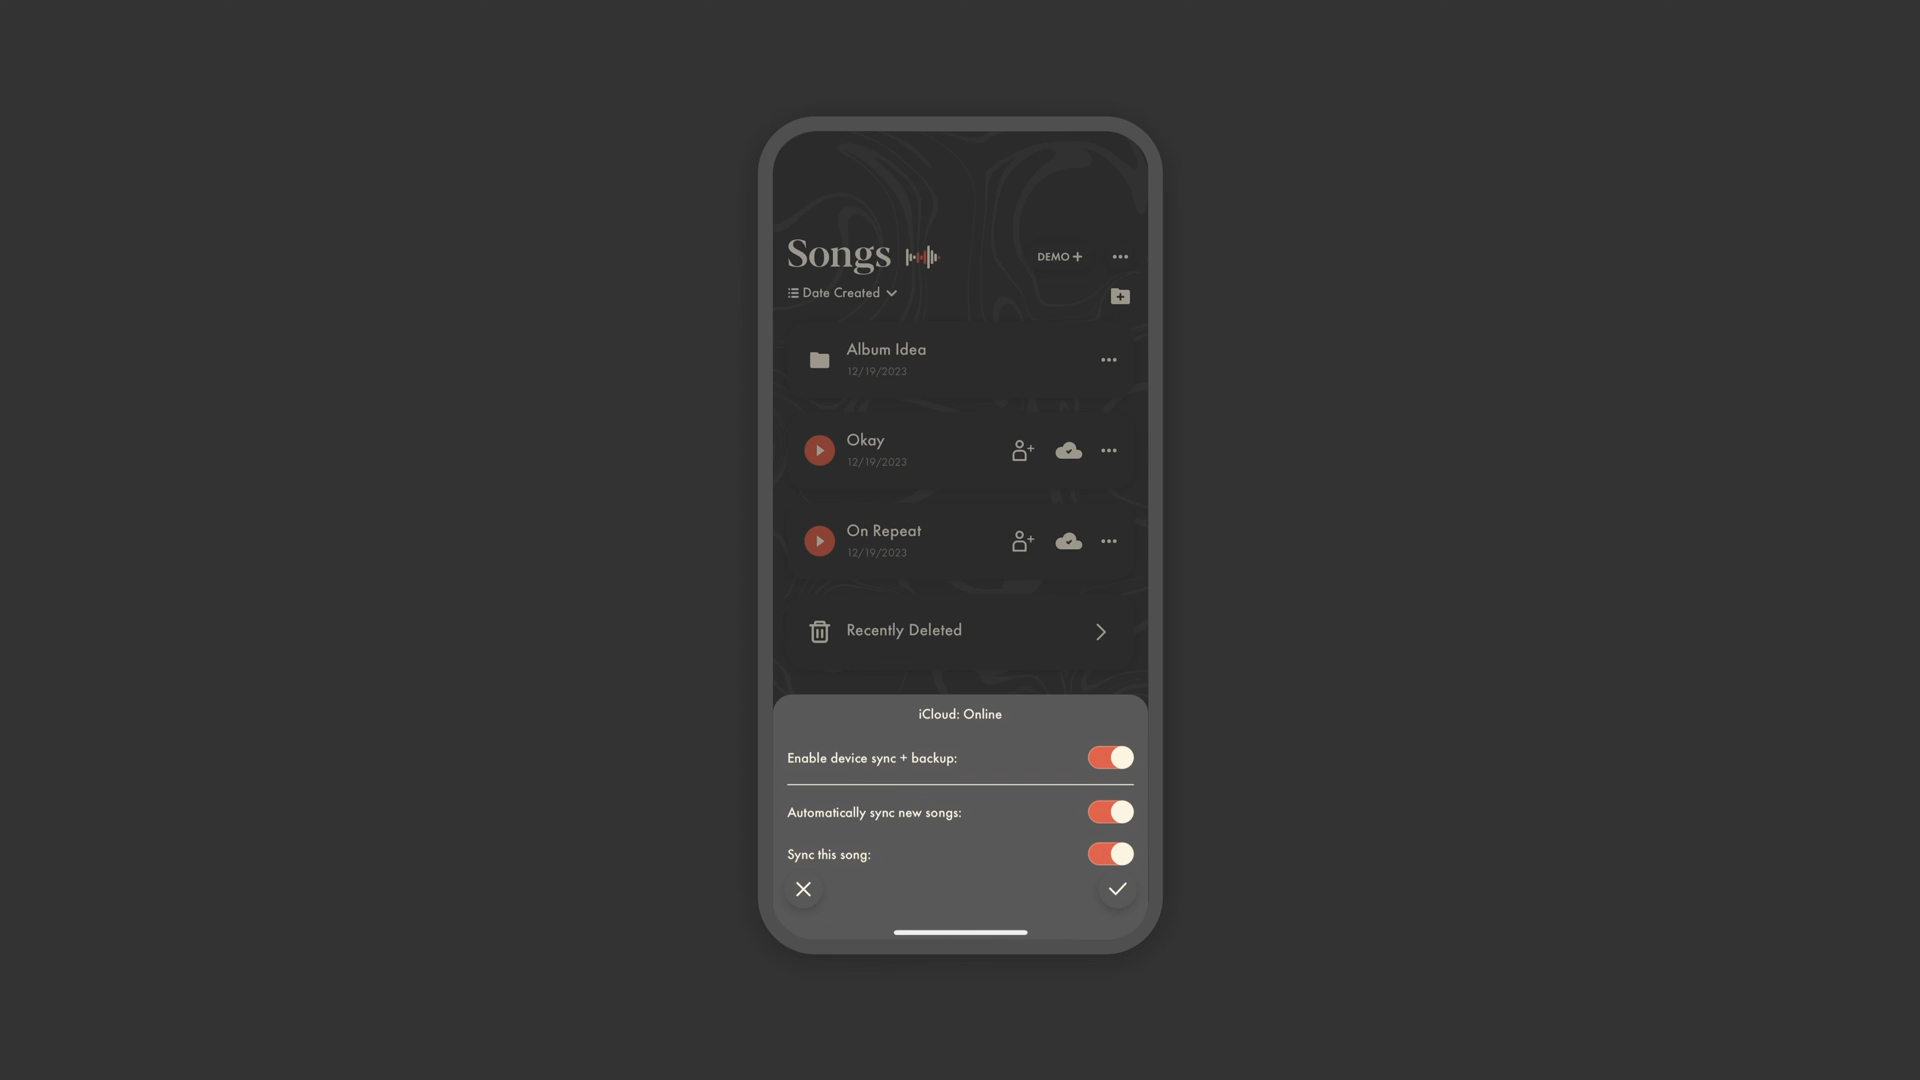 Songs
DEMO +
Date Created
Album Idea
12/19/2023
Okay
12/19/2023
On Repeat
12/19/2023
Recently Deleted
iCloud: Online
Enable device sync + backup:
Automatically sync new songs:
Sync this song: